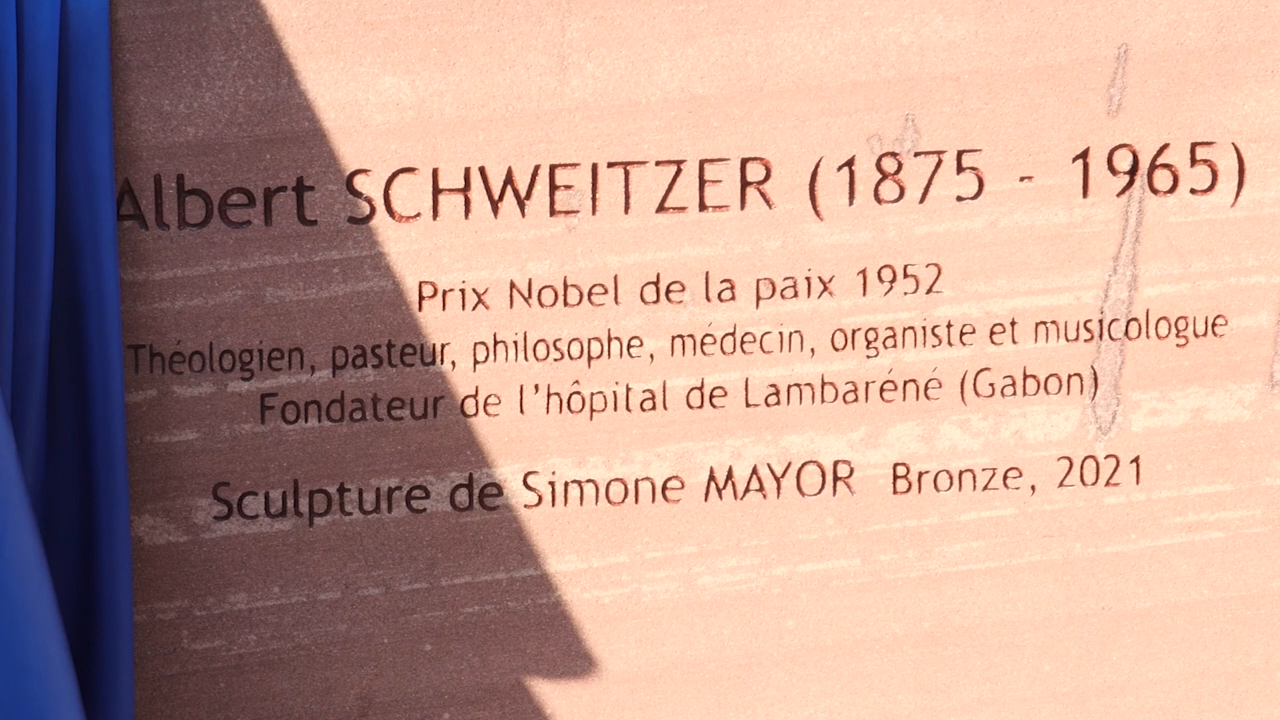 Albert SCHWEITZER (1875 - 1965)
Prix Nobel de la paix 1952
Théologien, pasteur, philosophe, médecin, organiste et musicologue
Fondateur de l'hôpital de Lambaréné (Gabon)
Sculpture de Simone MAYOR Bronze, 2021